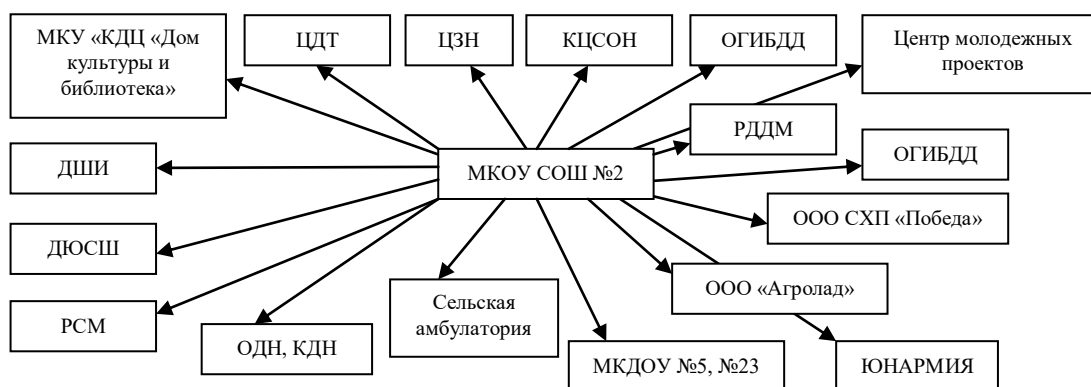 МКУ «КДЦ «Дом
культуры и
библиотека»
ЦДТ
ЦЗН
КЦСОН
ОГИБДД
Центр молодежных
проектов
РДДМ
МКОУ СОШ №2
ДШИ
ОГИБДД
ООО СХП «Победа»
ДЮСШ
ООО «Агролад»
Сельская
амбулатория
РСМ
ОДН, КДН
МКДОУ №5, №23
ЮНАРМИЯ